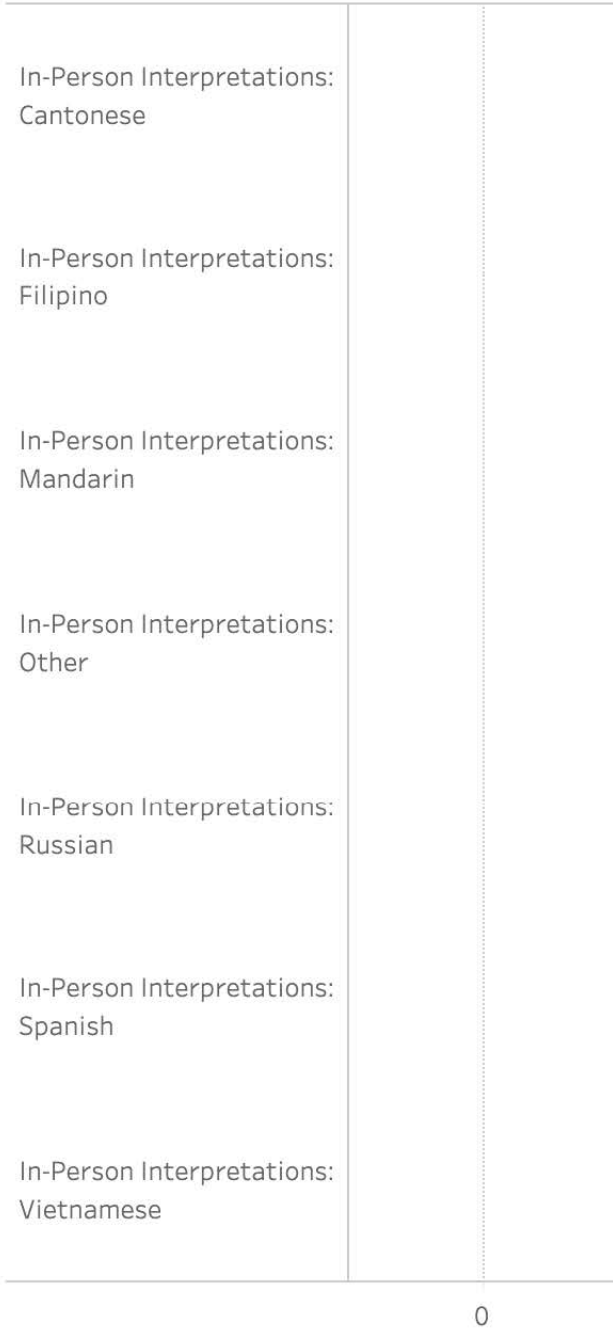 In-Person Interpretations:
Cantonese
In-Person Interpretations:
Filipino
In-Person Interpretations:
Mandarin
In-Person Interpretations:
Other
In-Person Interpretations:
Russian
In-Person Interpretations:
Spanish
In-Person Interpretations:
Vietnamese
0